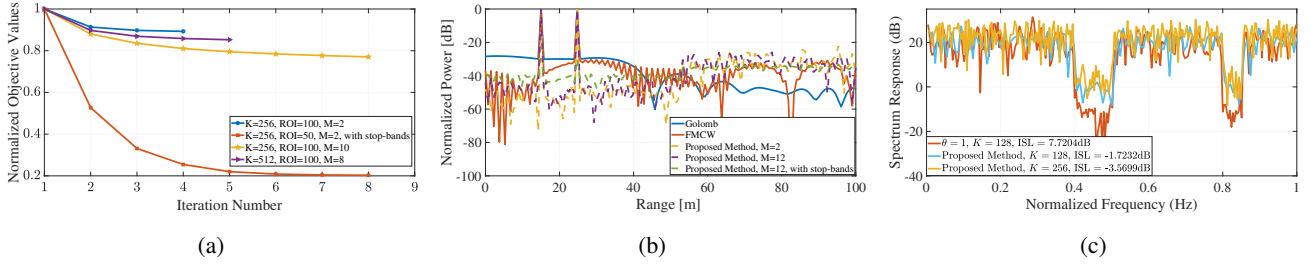 Normalized Objective Values
1
0.8
0.6
0.4
0.2
K=256, ROI=100, M=2
K=256, ROI=50, M=2, with stop-bands
K=256, ROI=100, M=10
K=512, ROI=100, M=8
1 2 3 4 5 6 7 8 9
Iteration Number
(a)
Normalized Power [dB]
0
-20
-40
-60
-80
-100
Golomb
FMCW
Proposed Method, M=2
Proposed Method, M=12
Proposed Method, M=12, with stop-bands
0 20 40 60 80 100
Range [m]
(b)
Spectrum Response (dB)
40
20
0
-20
-40
θ = 1, K = 128, ISL = 7.7204dB
Proposed Method, K = 128, ISL = -1.7232dB
Proposed Method, K = 256, ISL = -3.5699dB
0 0.2 0.4 0.6 0.8 1
Normalized Frequency (Hz)
(c)